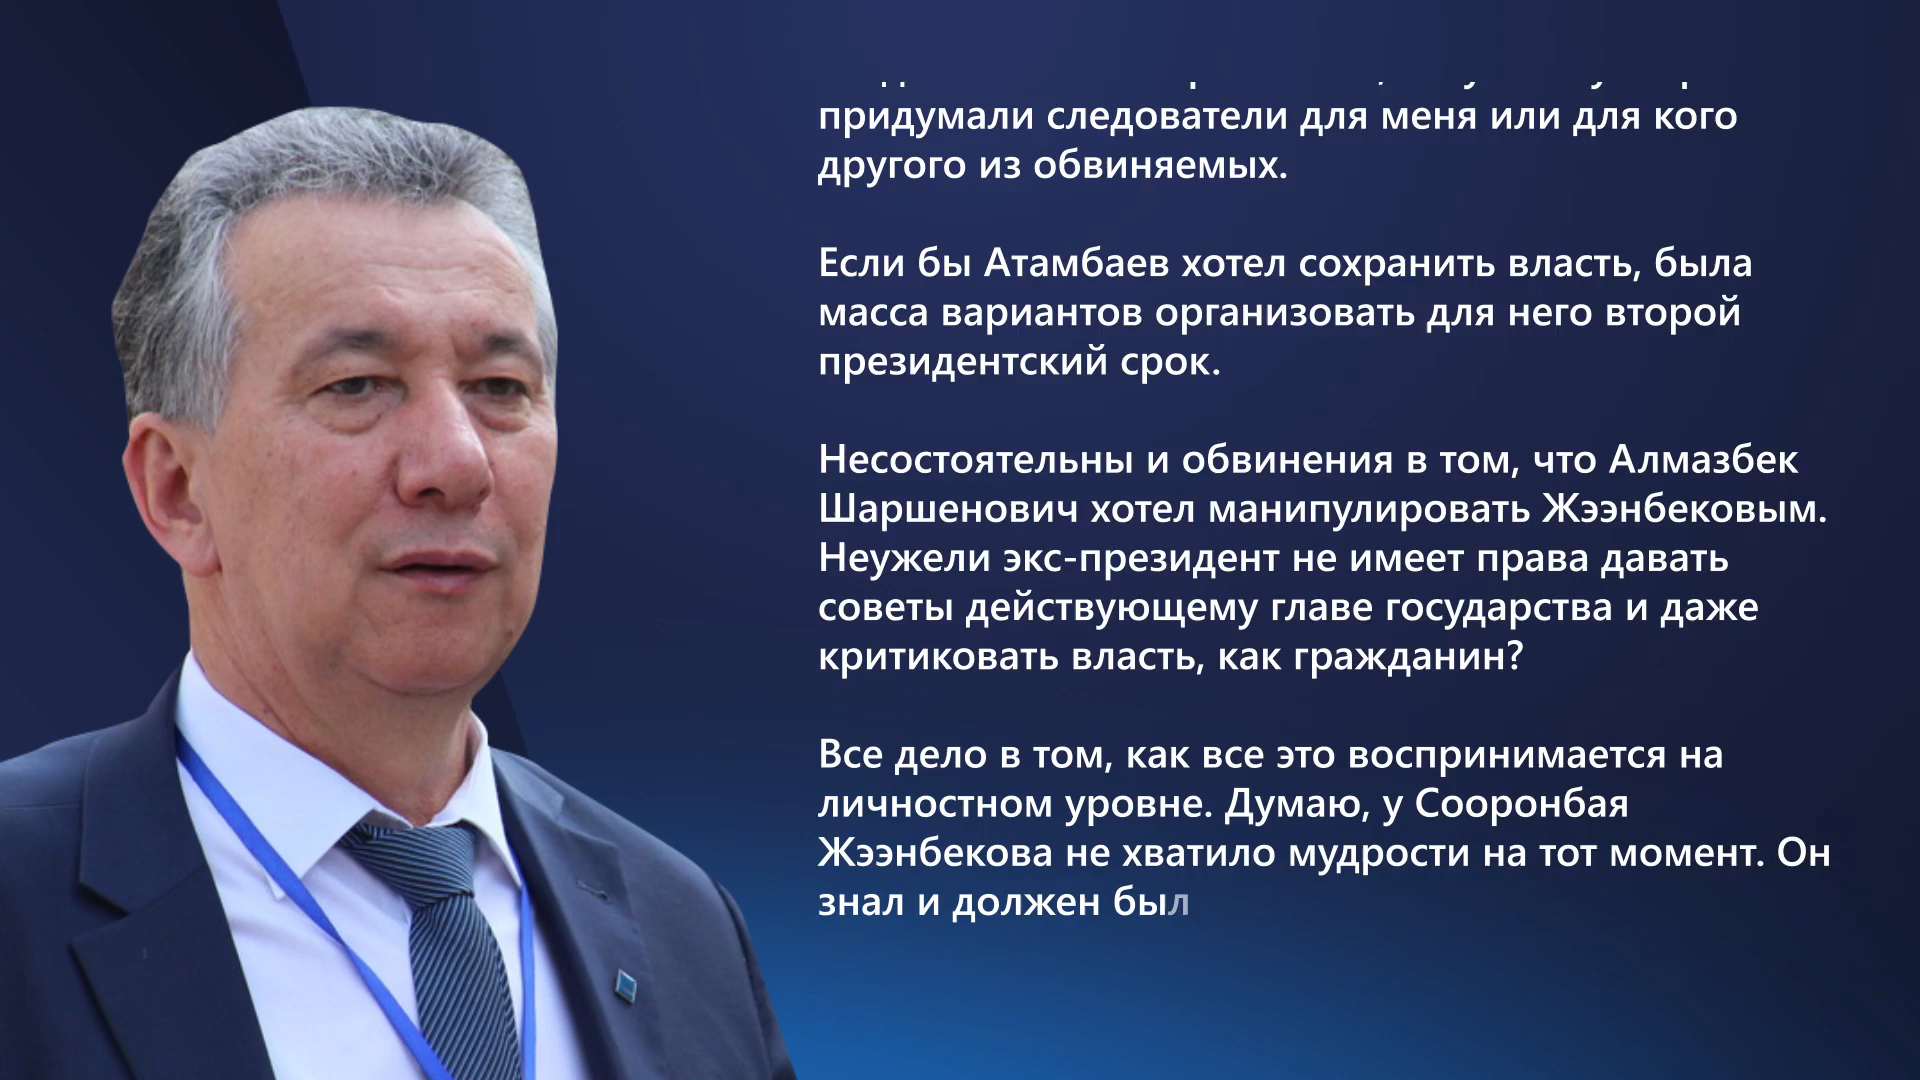 придумали следователи для меня или для кого
другого из обвиняемых.
Если бы Атамбаев хотел сохранить власть, была
масса вариантов организовать для него второй
президентский срок.
Несостоятельны и обвинения в том, что Алмазбек
Шаршенович хотел манипулировать Жээнбековым.
Неужели экс-президент не имеет права давать
советы действующему главе государства и даже
критиковать власть, как гражданин?
Все дело в том, как все это воспринимается на
личностном уровне. Думаю, у Сооронбая
Жээнбекова не хватило мудрости на тот момент. Он
знал и должен был